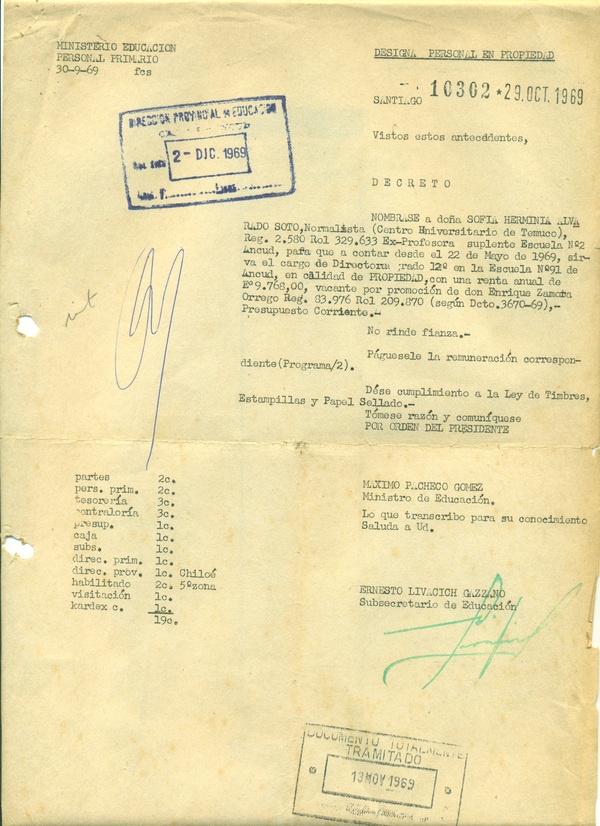 MINISTERIO EDUCACION
PERSONAL PRIMARIO
30-9-69 fcs
DESIGNA PERSONAL EN PROPIEDAD
SANTIAGO 10302 * 29.OCT.1969
DIRECCION PROVINCIAL DE EDUCACION
2 - DIC. 1969
Vistos estos antecedentes,
D E C R E T O
NOMBRASE a doña SOFIA HERMINIA ALVA
RADO SOTO, Normalista (Centro Universitario de Temuco),
Reg. 2.580 Rol 329.633 Ex-Profesora suplente Escuela Nº2
Ancud, para que a contar desde el 22 de Mayo de 1969, sir-
va el cargo de Directora grado 12º en la Escuela Nº91 de
Ancud, en calidad de PROPIEDAD, con una renta anual de
Eº9.768,00, vacante por promoción de don Enrique Zamora
Orrego Reg. 83.976 Rol 209.870 (según Dcto.3670-69),-
Presupuesto Corriente.-
No rinde fianza.-
Páguesele la remuneración correspon-
diente(Programa/2).
Dése cumplimiento a la Ley de Timbres,
Estampillas y Papel Sellado.-
Tómese razón y comuníquese
POR ORDEN DEL PRESIDENTE
partes 2c.
pers. prim. 2c.
tesorería 3c.
contraloría 3c.
presup. 1c.
caja 1c.
subs. 1c.
direc. prim. 1c.
direc. prov. 1c. Chiloé
habilitado 2c. 5ºzona
visitación 1c.
kardex c. 1c.
19c.
MAXIMO PACHECO GOMEZ
Ministro de Educación.
Lo que transcribo para su conocimiento
Saluda a Ud.
ERNESTO LIVACICH GAZZANO
Subsecretario de Educación
DOCUMENTO TOTALMENTE
TRAMITADO
13 NOV 1969